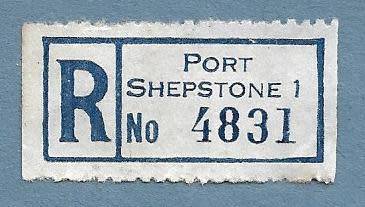 R
PORT
SHEPSTONE 1
No 4831